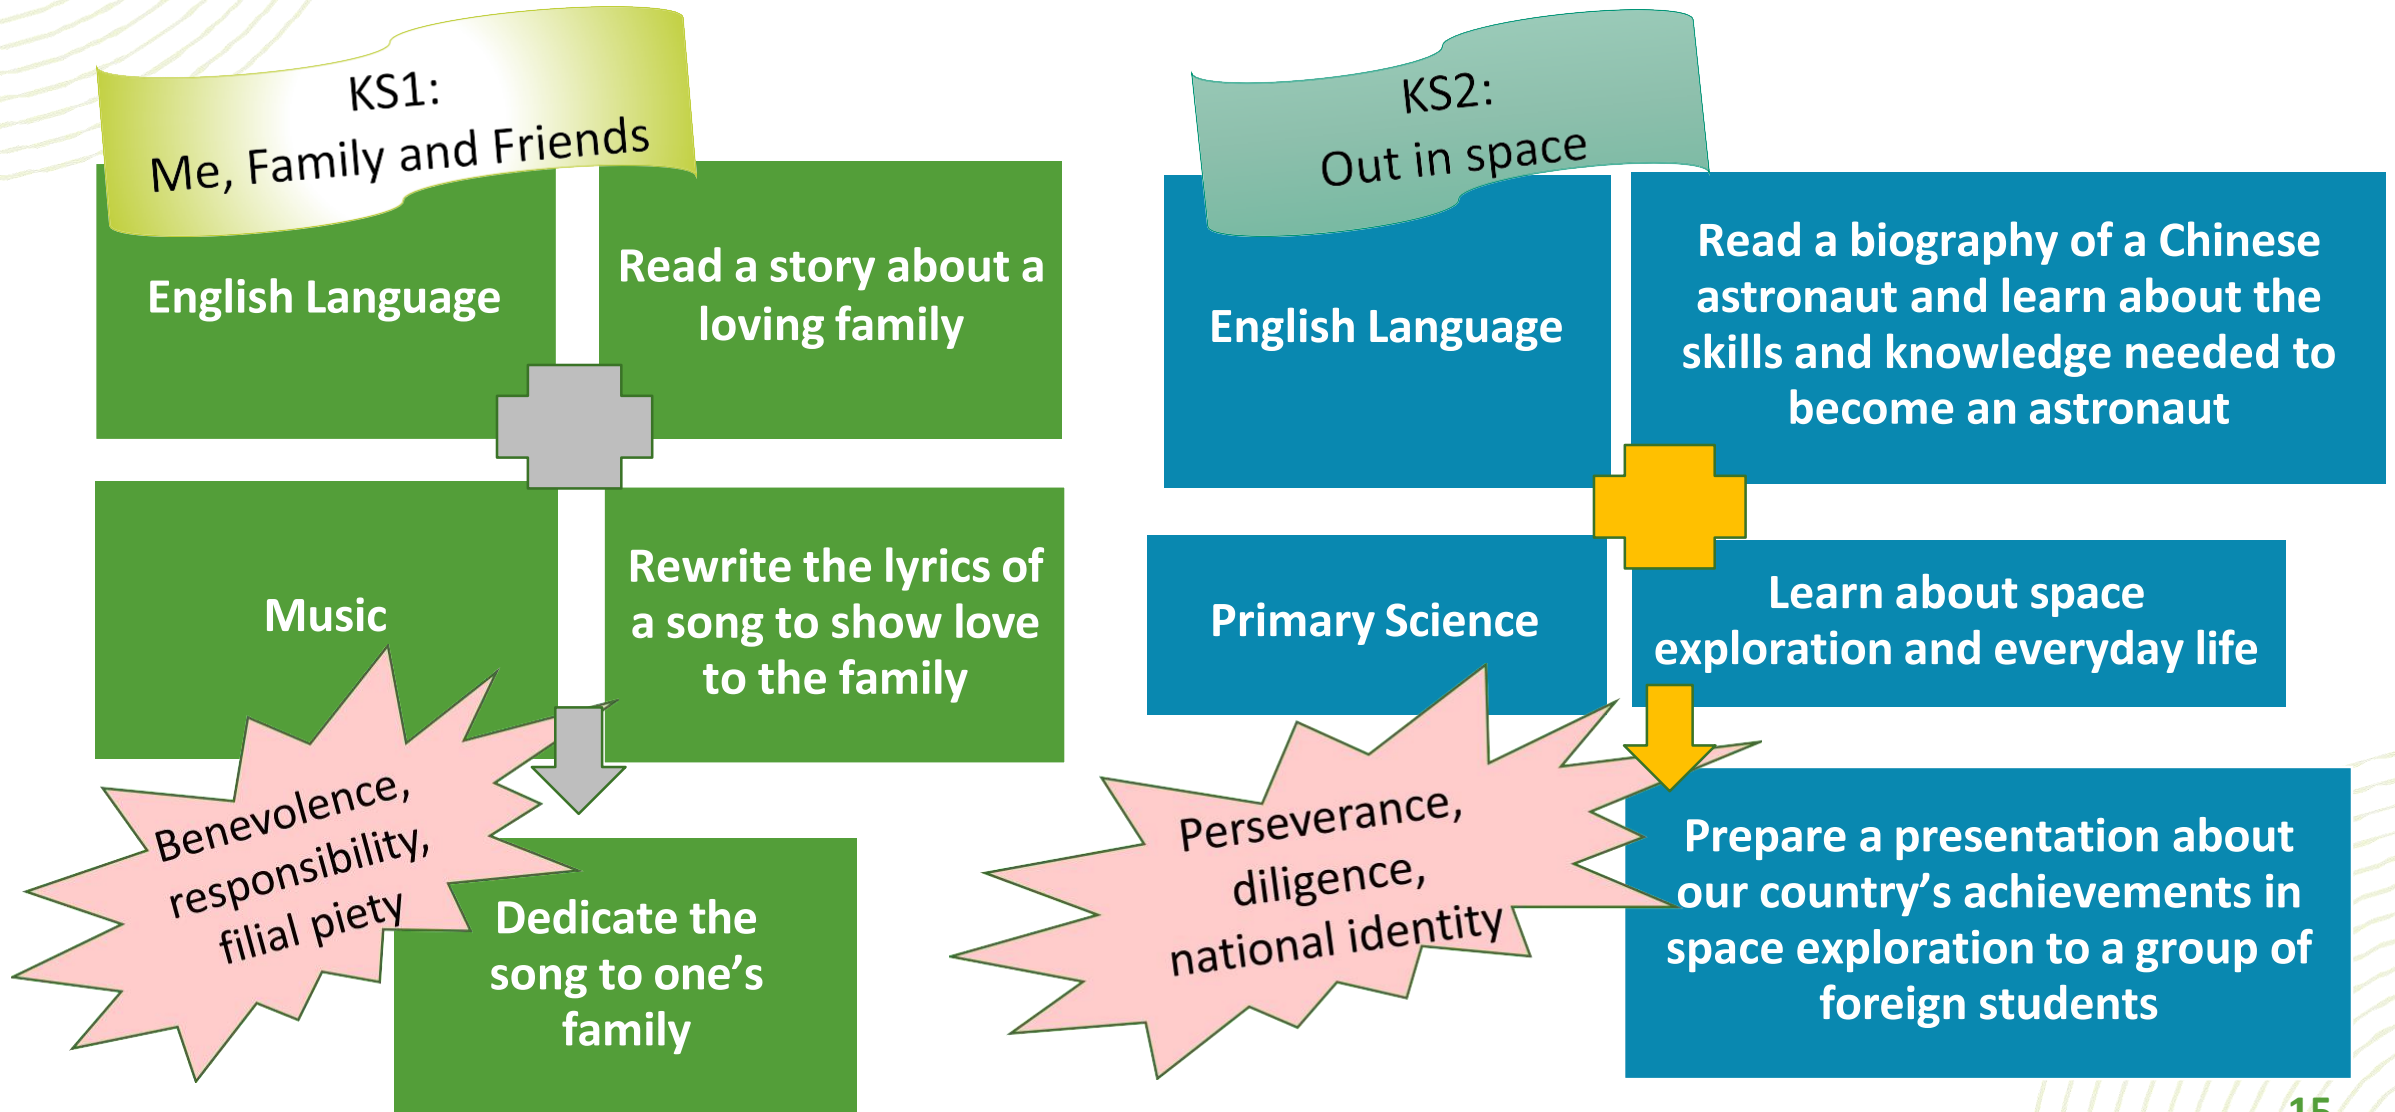 KS1:
Me, Family and Friends
English Language
Read a story about a
loving family
Music
Rewrite the lyrics of
a song to show love
to the family
Benevolence,
responsibility,
filial piety
Dedicate the
song to one’s
family
KS2:
Out in space
English Language
Read a biography of a Chinese
astronaut and learn about the
skills and knowledge needed to
become an astronaut
Primary Science
Learn about space
exploration and everyday life
Perseverance,
diligence,
national identity
Prepare a presentation about
our country’s achievements in
space exploration to a group of
foreign students
15